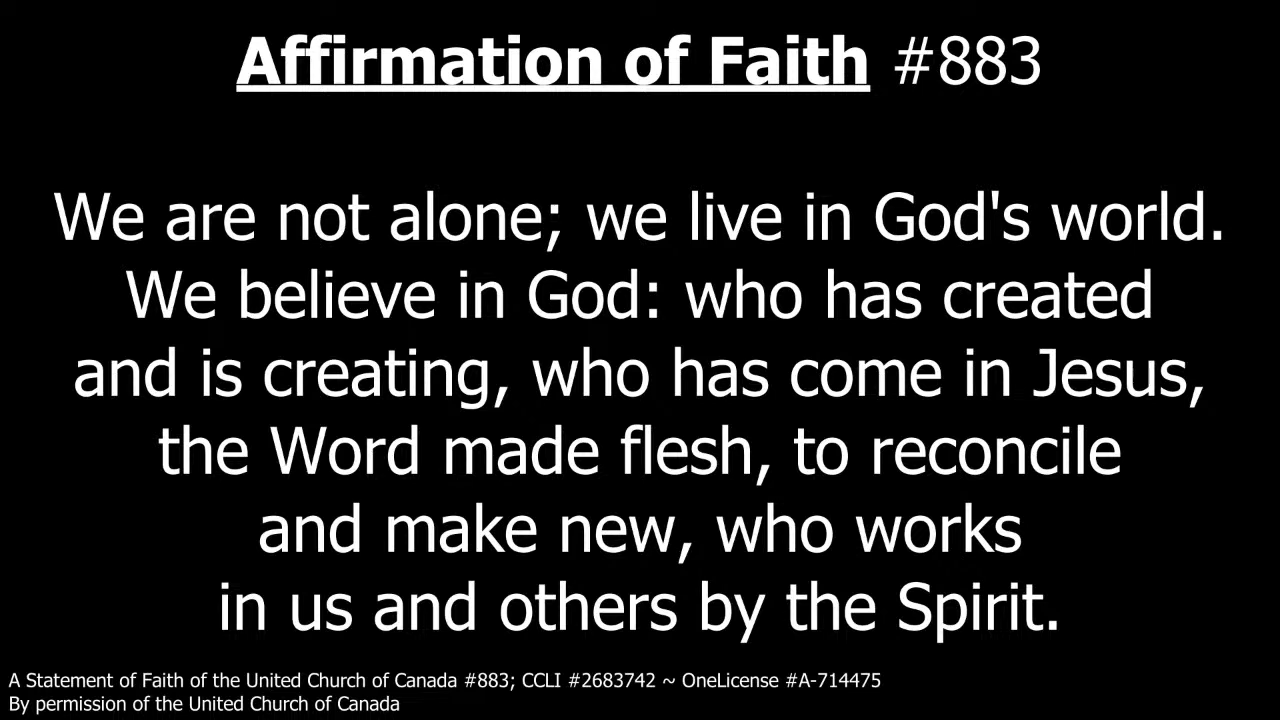 Affirmation of Faith #883
We are not alone; we live in God's world.
We believe in God: who has created
and is creating, who has come in Jesus,
the Word made flesh, to reconcile
and make new, who works
in us and others by the Spirit.
A Statement of Faith of the United Church of Canada #883; CCLI #2683742 ~ OneLicense #A-714475
By permission of the United Church of Canada